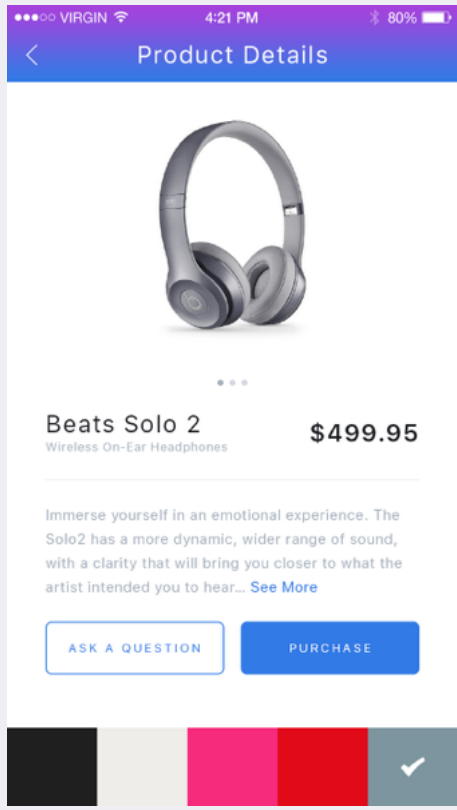 VIRGIN 4:21 PM 80%
Product Details
Beats Solo 2
$499.95
Wireless On-Ear Headphones
Immerse yourself in an emotional experience. The
Solo2 has a more dynamic, wider range of sound,
with a clarity that will bring you closer to what the
artist intended you to hear... See More
ASK A QUESTION
PURCHASE